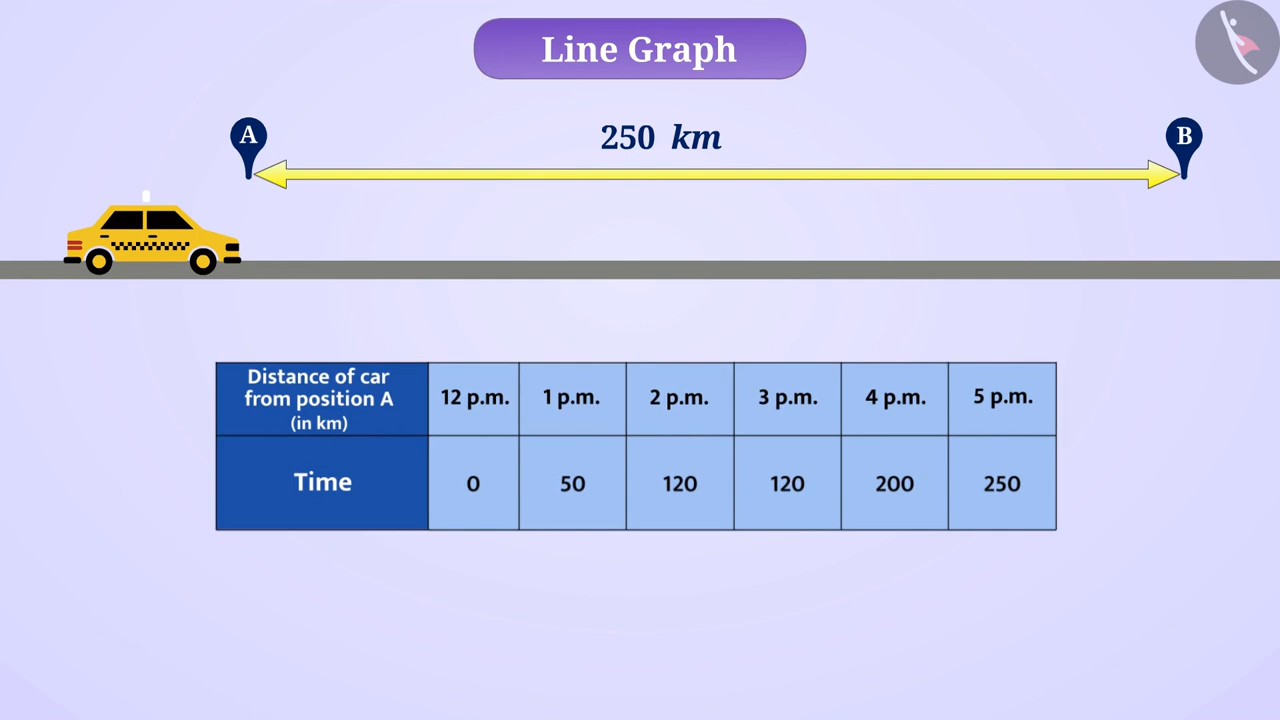 Line Graph
A
250 km
B
Distance of car
from position A
(in km)
12 p.m.
1 p.m.
2 p.m.
3 p.m.
4 p.m.
5 p.m.
Time
0
50
120
120
200
250